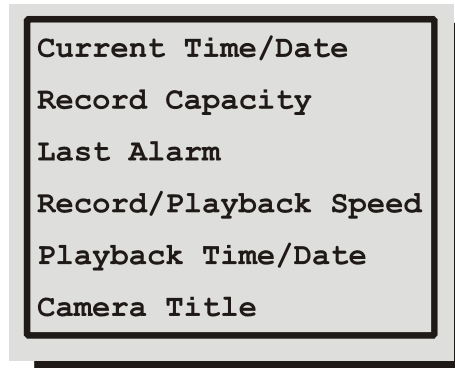 Current Time/Date
Record Capacity
Last Alarm
Record/Playback Speed
Playback Time/Date
Camera Title